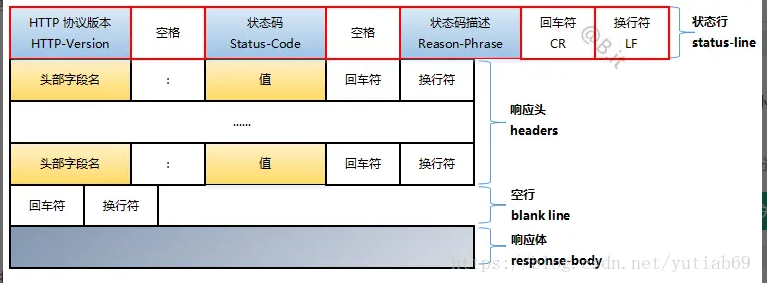 HTTP 协议版本 空格 状态码 空格 状态码描述 回车符 换行符 状态行
HTTP-Version Status-Code Reason-Phrase CR LF status-line
@B.it
头部字段名 : 值 回车符 换行符
...... 响应头
headers
头部字段名 : 值 回车符 换行符
回车符 换行符 空行
blank line
响应体
response-body
https://blog.csdn.net/yutiab69